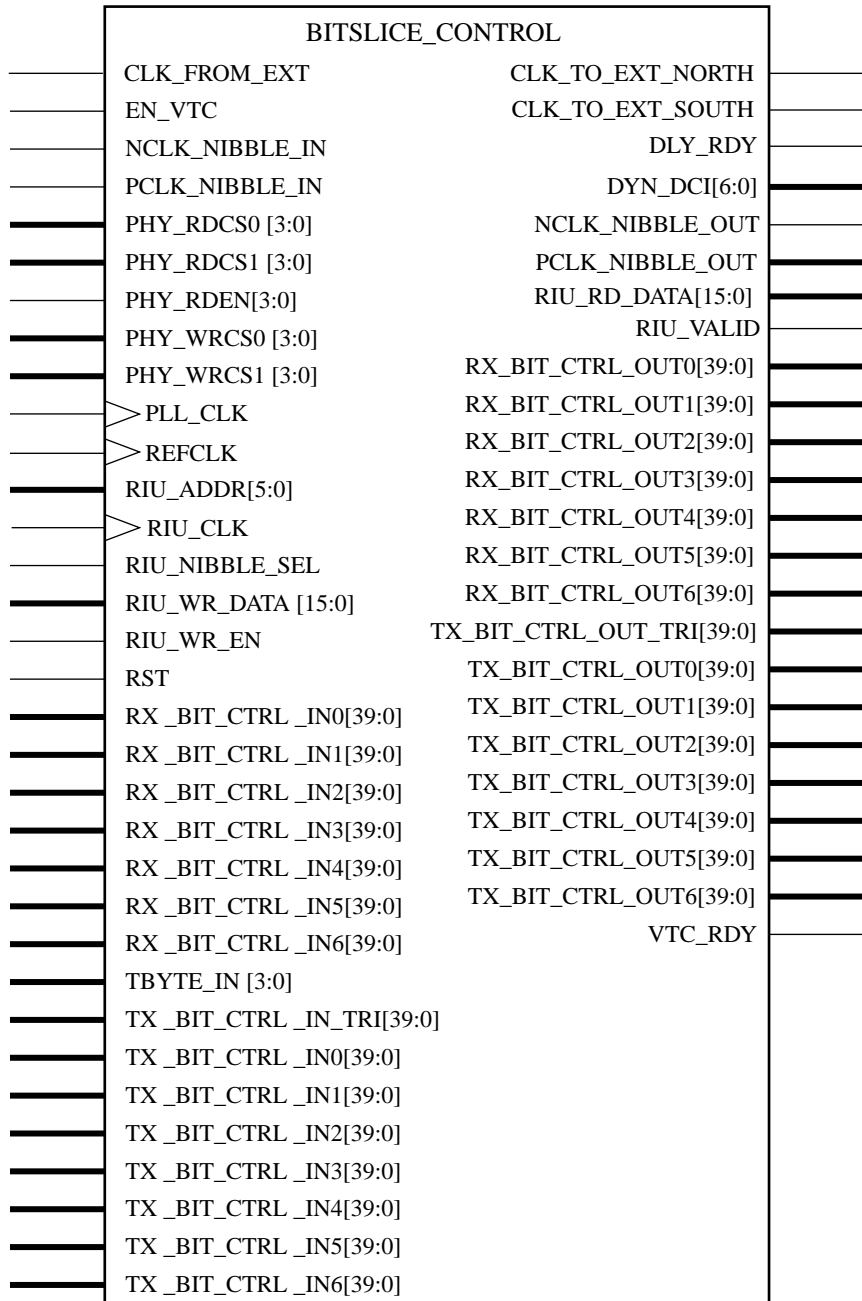 BITSLICE_CONTROL
CLK_FROM_EXT
EN_VTC
NCLK_NIBBLE_IN
PCLK_NIBBLE_IN
PHY_RDCS0 [3:0]
PHY_RDCS1 [3:0]
PHY_RDEN[3:0]
PHY_WRCS0 [3:0]
PHY_WRCS1 [3:0]
PLL_CLK
REFCLK
RIU_ADDR[5:0]
RIU_CLK
RIU_NIBBLE_SEL
RIU_WR_DATA [15:0]
RIU_WR_EN
RST
RX _BIT_CTRL _IN0[39:0]
RX _BIT_CTRL _IN1[39:0]
RX _BIT_CTRL _IN2[39:0]
RX _BIT_CTRL _IN3[39:0]
RX _BIT_CTRL _IN4[39:0]
RX _BIT_CTRL _IN5[39:0]
RX _BIT_CTRL _IN6[39:0]
TBYTE_IN [3:0]
TX _BIT_CTRL _IN_TRI[39:0]
TX _BIT_CTRL _IN0[39:0]
TX _BIT_CTRL _IN1[39:0]
TX _BIT_CTRL _IN2[39:0]
TX _BIT_CTRL _IN3[39:0]
TX _BIT_CTRL _IN4[39:0]
TX _BIT_CTRL _IN5[39:0]
TX _BIT_CTRL _IN6[39:0]
CLK_TO_EXT_NORTH
CLK_TO_EXT_SOUTH
DLY_RDY
DYN_DCI[6:0]
NCLK_NIBBLE_OUT
PCLK_NIBBLE_OUT
RIU_RD_DATA[15:0]
RIU_VALID
RX_BIT_CTRL_OUT0[39:0]
RX_BIT_CTRL_OUT1[39:0]
RX_BIT_CTRL_OUT2[39:0]
RX_BIT_CTRL_OUT3[39:0]
RX_BIT_CTRL_OUT4[39:0]
RX_BIT_CTRL_OUT5[39:0]
RX_BIT_CTRL_OUT6[39:0]
TX_BIT_CTRL_OUT_TRI[39:0]
TX_BIT_CTRL_OUT0[39:0]
TX_BIT_CTRL_OUT1[39:0]
TX_BIT_CTRL_OUT2[39:0]
TX_BIT_CTRL_OUT3[39:0]
TX_BIT_CTRL_OUT4[39:0]
TX_BIT_CTRL_OUT5[39:0]
TX_BIT_CTRL_OUT6[39:0]
VTC_RDY